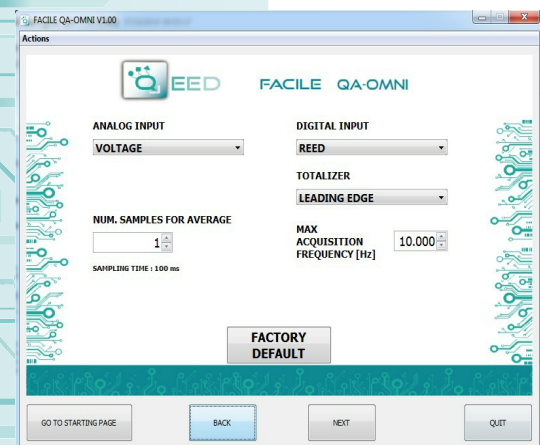 FACILE QA-OMNI V1.00
Actions
QEED FACILE QA-OMNI
ANALOG INPUT
VOLTAGE
DIGITAL INPUT
REED
TOTALIZER
LEADING EDGE
NUM. SAMPLES FOR AVERAGE
1
SAMPLING TIME : 100 ms
MAX
ACQUISITION
FREQUENCY [Hz]
10.000
FACTORY
DEFAULT
GO TO STARTING PAGE
BACK
NEXT
QUIT